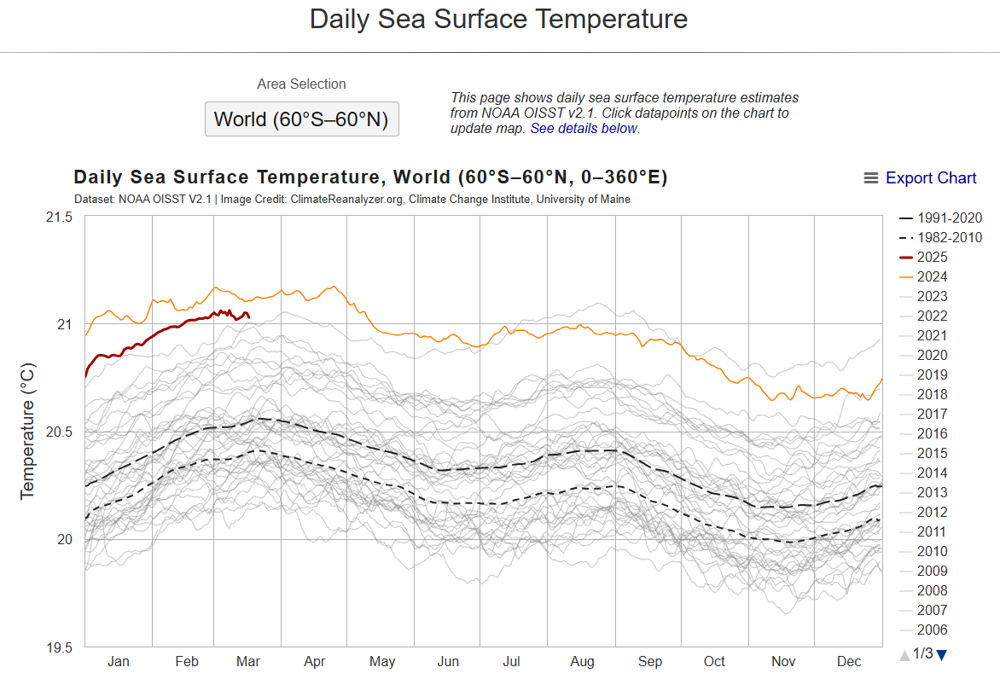 Daily Sea Surface Temperature
Area Selection
World (60°S–60°N)
This page shows daily sea surface temperature estimates
from NOAA OISST v2.1. Click datapoints on the chart to
update map. See details below.
Daily Sea Surface Temperature, World (60°S–60°N, 0–360°E)
Export Chart
Dataset: NOAA OISST V2.1 | Image Credit: ClimateReanalyzer.org, Climate Change Institute, University of Maine
Temperature (°C)
21.5
21
20.5
20
19.5
Jan
Feb
Mar
Apr
May
Jun
Jul
Aug
Sep
Oct
Nov
Dec
1991-2020
1982-2010
2025
2024
2023
2022
2021
2020
2019
2018
2017
2016
2015
2014
2013
2012
2011
2010
2009
2008
2007
2006
1/3